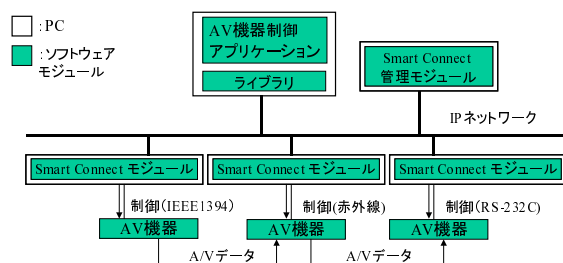 :PC
:ソフトウェア
モジュール
AV機器制御
アプリケーション
ライブラリ
Smart Connect
管理モジュール
IPネットワーク
Smart Connect モジュール
Smart Connect モジュール
Smart Connect モジュール
制御(IEEE1394)
制御(赤外線)
制御(RS-232C)
AV機器
AV機器
AV機器
A/Vデータ
A/Vデータ